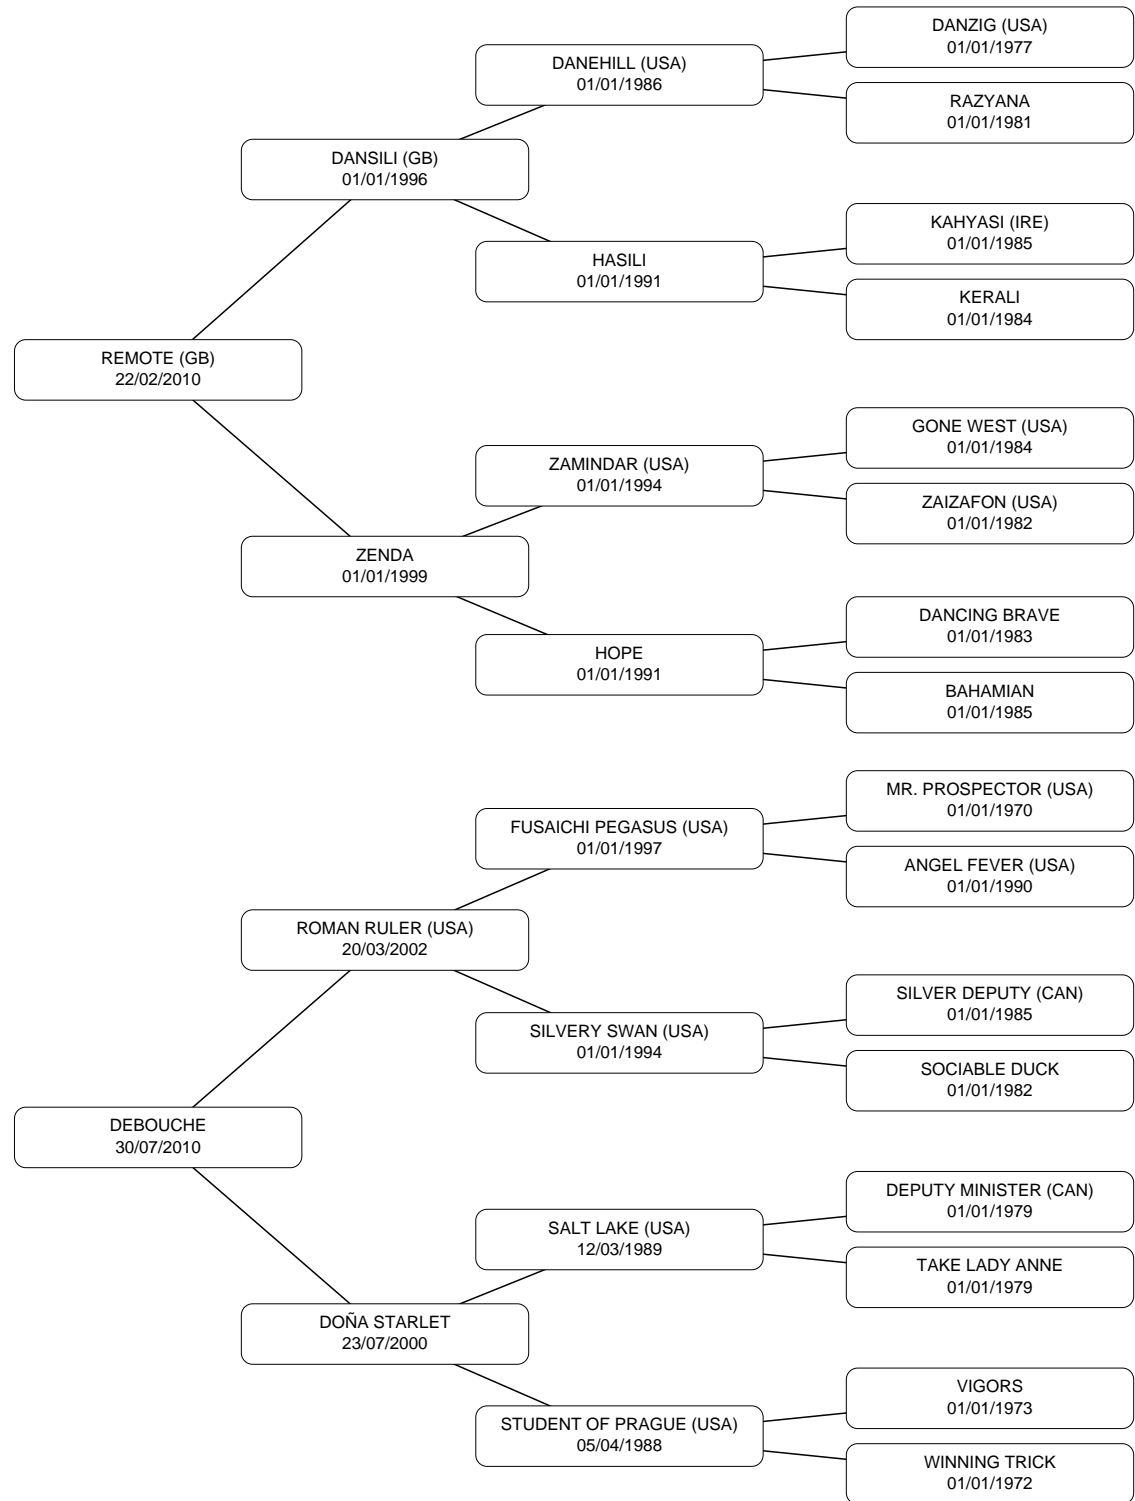 DANZIG (USA)
01/01/1977
DANEHILL (USA)
01/01/1986
RAZYANA
01/01/1981
DANSILI (GB)
01/01/1996
KAHYASI (IRE)
01/01/1985
HASILI
01/01/1991
KERALI
01/01/1984
REMOTE (GB)
22/02/2010
GONE WEST (USA)
01/01/1984
ZAMINDAR (USA)
01/01/1994
ZAIZAFON (USA)
01/01/1982
ZENDA
01/01/1999
DANCING BRAVE
01/01/1983
HOPE
01/01/1991
BAHAMIAN
01/01/1985
MR. PROSPECTOR (USA)
01/01/1970
FUSAICHI PEGASUS (USA)
01/01/1997
ANGEL FEVER (USA)
01/01/1990
ROMAN RULER (USA)
20/03/2002
SILVER DEPUTY (CAN)
01/01/1985
SILVERY SWAN (USA)
01/01/1994
SOCIABLE DUCK
01/01/1982
DEBOUCHE
30/07/2010
DEPUTY MINISTER (CAN)
01/01/1979
SALT LAKE (USA)
12/03/1989
TAKE LADY ANNE
01/01/1979
DOÑA STARLET
23/07/2000
VIGORS
01/01/1973
STUDENT OF PRAGUE (USA)
05/04/1988
WINNING TRICK
01/01/1972